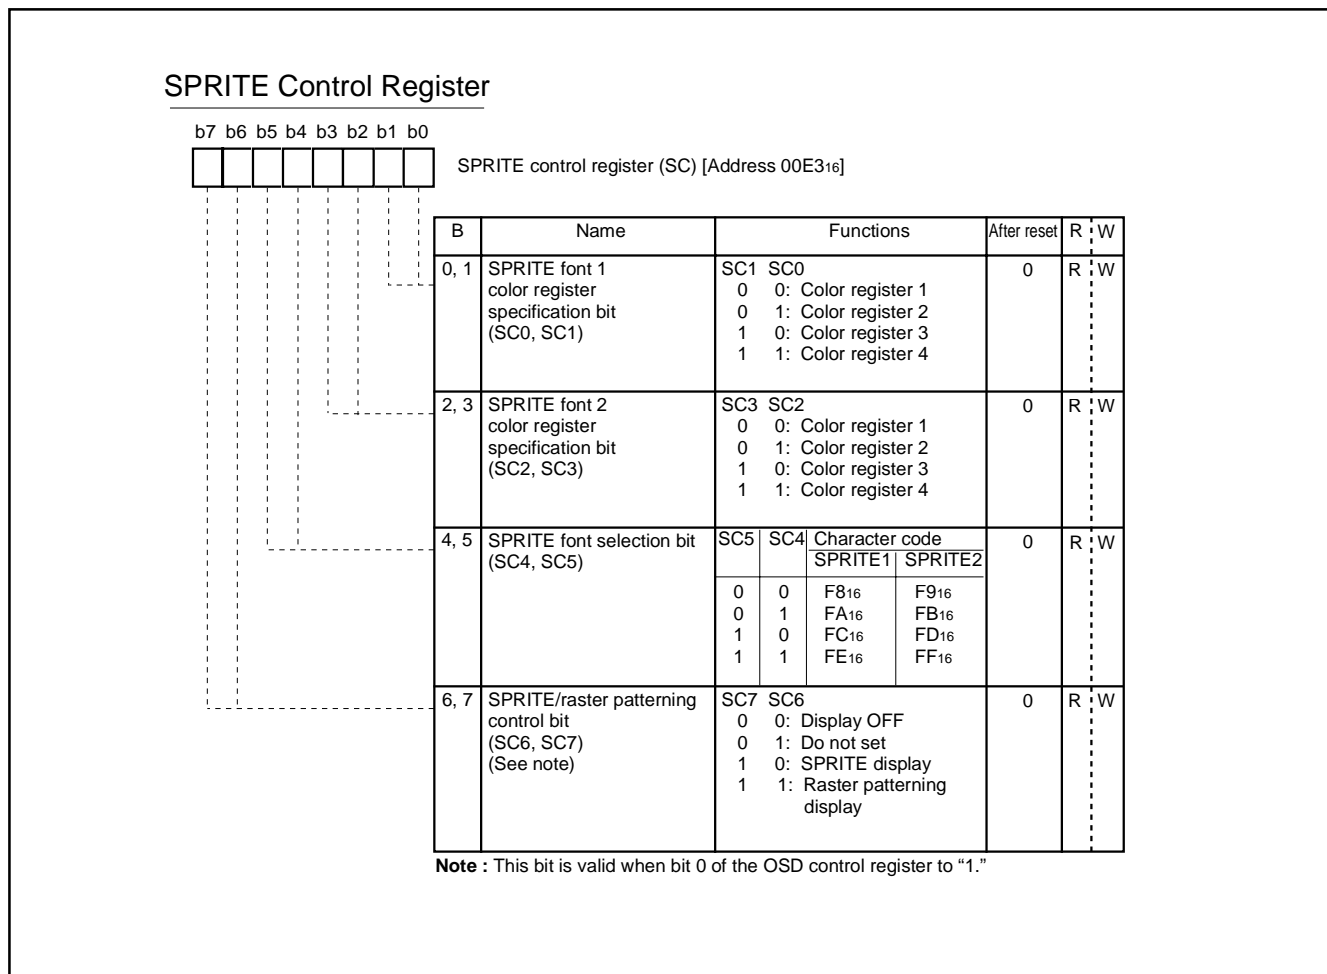 SPRITE Control Register
b7 b6 b5 b4 b3 b2 b1 b0
SPRITE control register (SC) [Address 00E316]
B Name Functions After reset R W
0, 1 SPRITE font 1 SC1 SC0 0 R W
color register 0 0: Color register 1
specification bit 0 1: Color register 2
(SC0, SC1) 1 0: Color register 3
1 1: Color register 4
2, 3 SPRITE font 2 SC3 SC2 0 R W
color register 0 0: Color register 1
specification bit 0 1: Color register 2
(SC2, SC3) 1 0: Color register 3
1 1: Color register 4
4, 5 SPRITE font selection bit SC5 SC4 Character code 0 R W
(SC4, SC5) SPRITE1 SPRITE2
0 0 F816 F916
0 1 FA16 FB16
1 0 FC16 FD16
1 1 FE16 FF16
6, 7 SPRITE/raster patterning SC7 SC6 0 R W
control bit 0 0: Display OFF
(SC6, SC7) 0 1: Do not set
(See note) 1 0: SPRITE display
1 1: Raster patterning
display
Note : This bit is valid when bit 0 of the OSD control register to “1.”